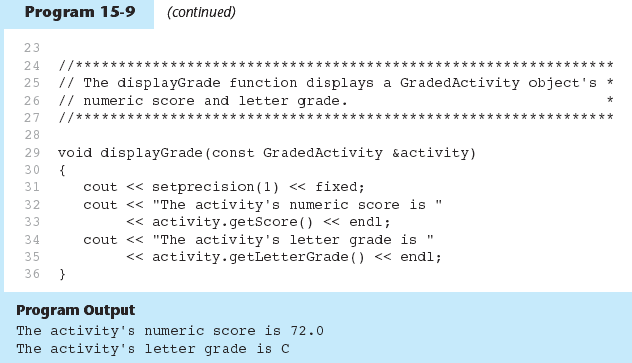 Program 15-9 (continued)
23
24 //***************************************************************
25 // The displayGrade function displays a GradedActivity object's *
26 // numeric score and letter grade. *
27 //***************************************************************
28
29 void displayGrade(const GradedActivity &activity)
30 {
31 cout << setprecision(1) << fixed;
32 cout << "The activity's numeric score is "
33 << activity.getScore() << endl;
34 cout << "The activity's letter grade is "
35 << activity.getLetterGrade() << endl;
36 }
Program Output
The activity's numeric score is 72.0
The activity's letter grade is C